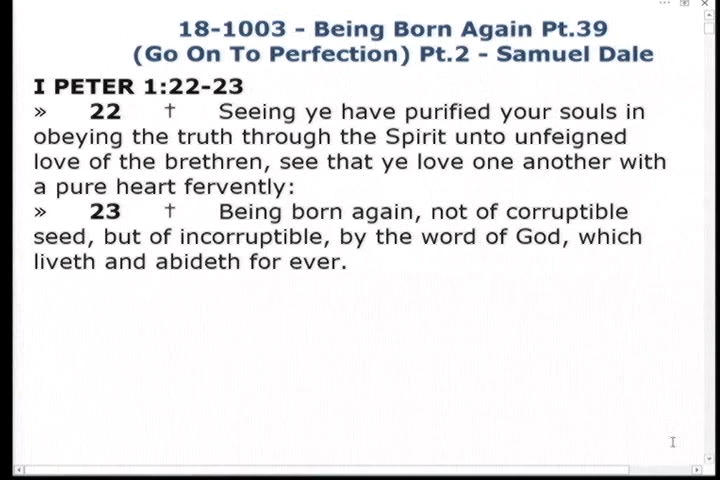 18-1003 - Being Born Again Pt.39
(Go On To Perfection) Pt.2 - Samuel Dale
I PETER 1:22-23
» 22 † Seeing ye have purified your souls in
obeying the truth through the Spirit unto unfeigned
love of the brethren, see that ye love one another with
a pure heart fervently:
» 23 † Being born again, not of corruptible
seed, but of incorruptible, by the word of God, which
liveth and abideth for ever.